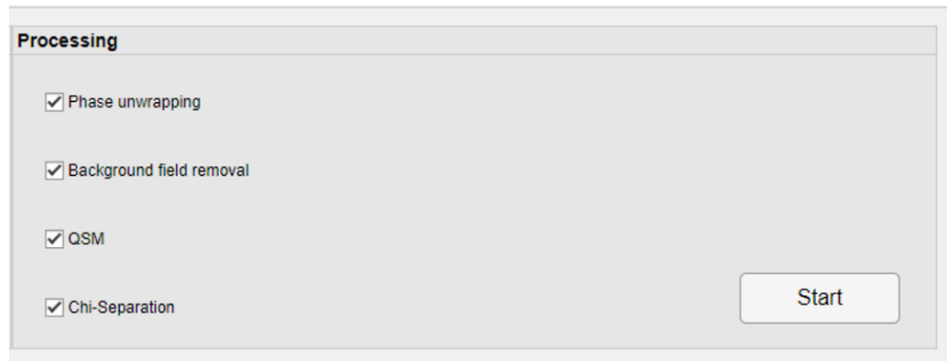 Processing
Phase unwrapping
Background field removal
QSM
Chi-Separation
Start